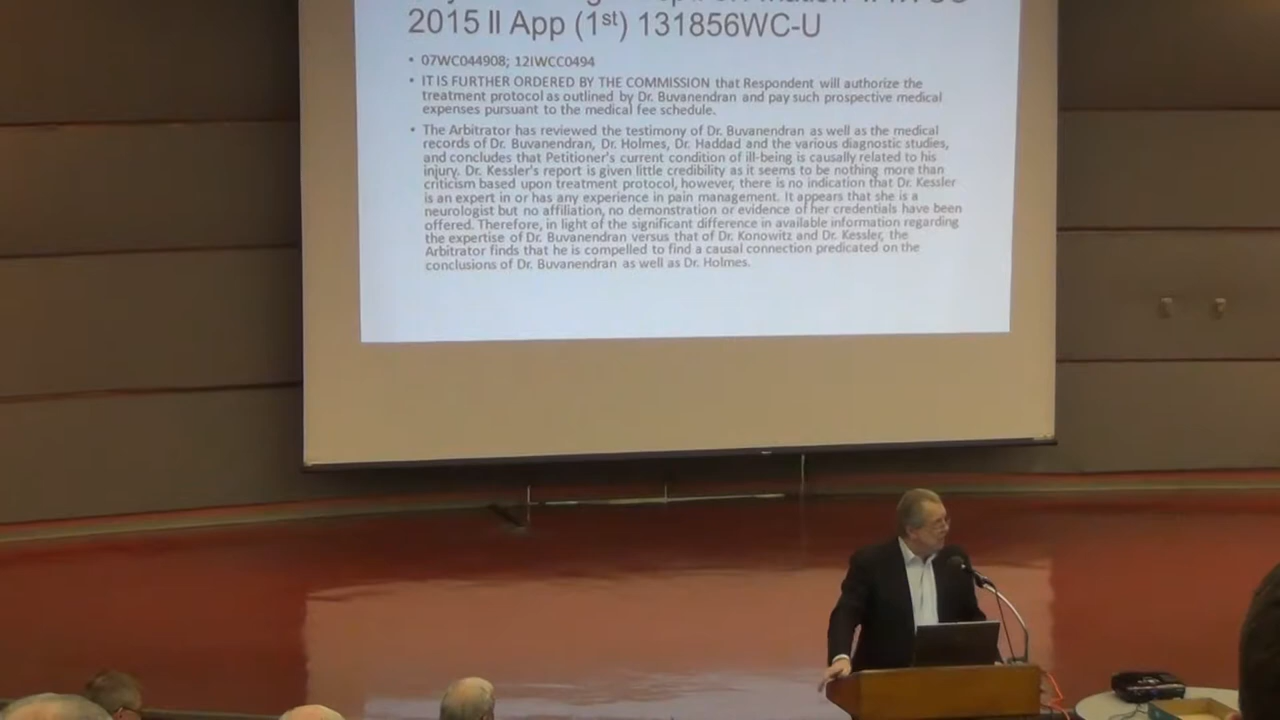 2015 Il App (1st) 131856WC-U
• 07WC044908; 12IWCC0494
• IT IS FURTHER ORDERED BY THE COMMISSION that Respondent will authorize the
treatment protocol as outlined by Dr. Buvanendran and pay such prospective medical
expenses pursuant to the medical fee schedule.
• The Arbitrator has reviewed the testimony of Dr. Buvanendran as well as the medical
records of Dr. Buvanendran, Dr. Holmes, Dr. Haddad and the various diagnostic studies,
and concludes that Petitioner's current condition of ill-being is causally related to his
injury. Dr. Kessler's report is given little credibility as it seems to be nothing more than
criticism based upon treatment protocol, however, there is no indication that Dr. Kessler
is an expert in or has any experience in pain management. It appears that she is a
neurologist but no affiliation, no demonstration or evidence of her credentials have been
offered. Therefore, in light of the significant difference in available information regarding
the expertise of Dr. Buvanendran versus that of Dr. Konowitz and Dr. Kessler, the
Arbitrator finds that he is compelled to find a causal connection predicated on the
conclusions of Dr. Buvanendran as well as Dr. Holmes.